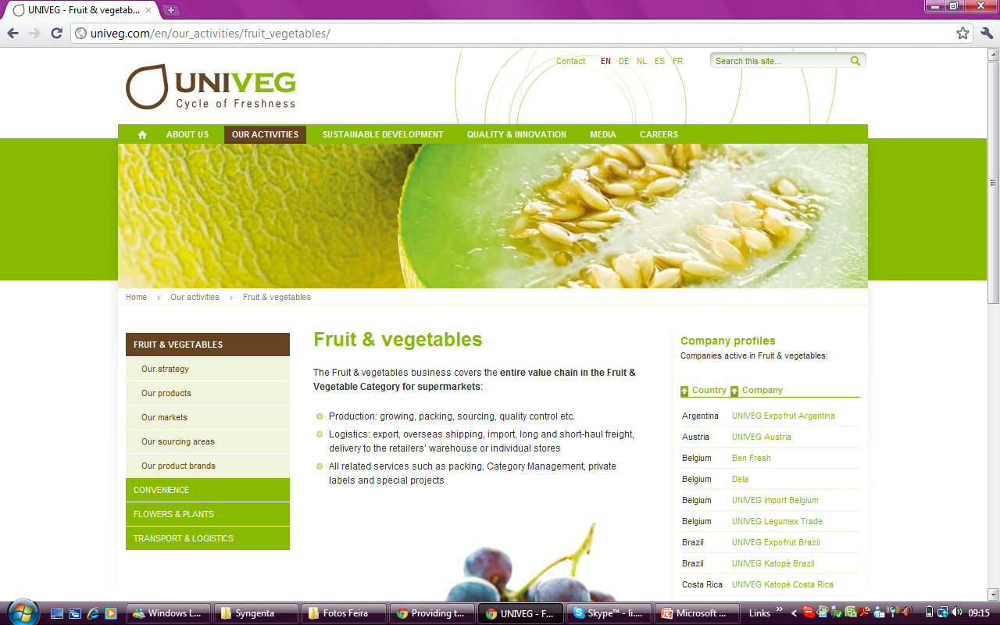 UNIVEG - Fruit & vegetab...
univeg.com/en/our_activities/fruit_vegetables/
Contact EN DE NL ES FR
Search this site...
UNIVEG
Cycle of Freshness
ABOUT US OUR ACTIVITIES SUSTAINABLE DEVELOPMENT QUALITY & INNOVATION MEDIA CAREERS
Home › Our activities › Fruit & vegetables
FRUIT & VEGETABLES
Our strategy
Our products
Our markets
Our sourcing areas
Our product brands
CONVENIENCE
FLOWERS & PLANTS
TRANSPORT & LOGISTICS
Fruit & vegetables
The Fruit & vegetables business covers the entire value chain in the Fruit &
Vegetable Category for supermarkets:
Production: growing, packing, sourcing, quality control etc.
Logistics: export, overseas shipping, import, long and short-haul freight,
delivery to the retailers' warehouse or individual stores
All related services such as packing, Category Management, private
labels and special projects
Company profiles
Companies active in Fruit & vegetables:
Country Company
Argentina UNIVEG Expofrut Argentina
Austria UNIVEG Austria
Belgium Ben Fresh
Belgium Dela
Belgium UNIVEG Import Belgium
Belgium UNIVEG Legumex Trade
Brazil UNIVEG Expofrut Brazil
Brazil UNIVEG Katopé Brazil
Costa Rica UNIVEG Katopé Costa Rica
Windows L... Syngenta Fotos Feira Providing t... UNIVEG - F... Skype™ - li.... Microsoft ... Links » 09:15